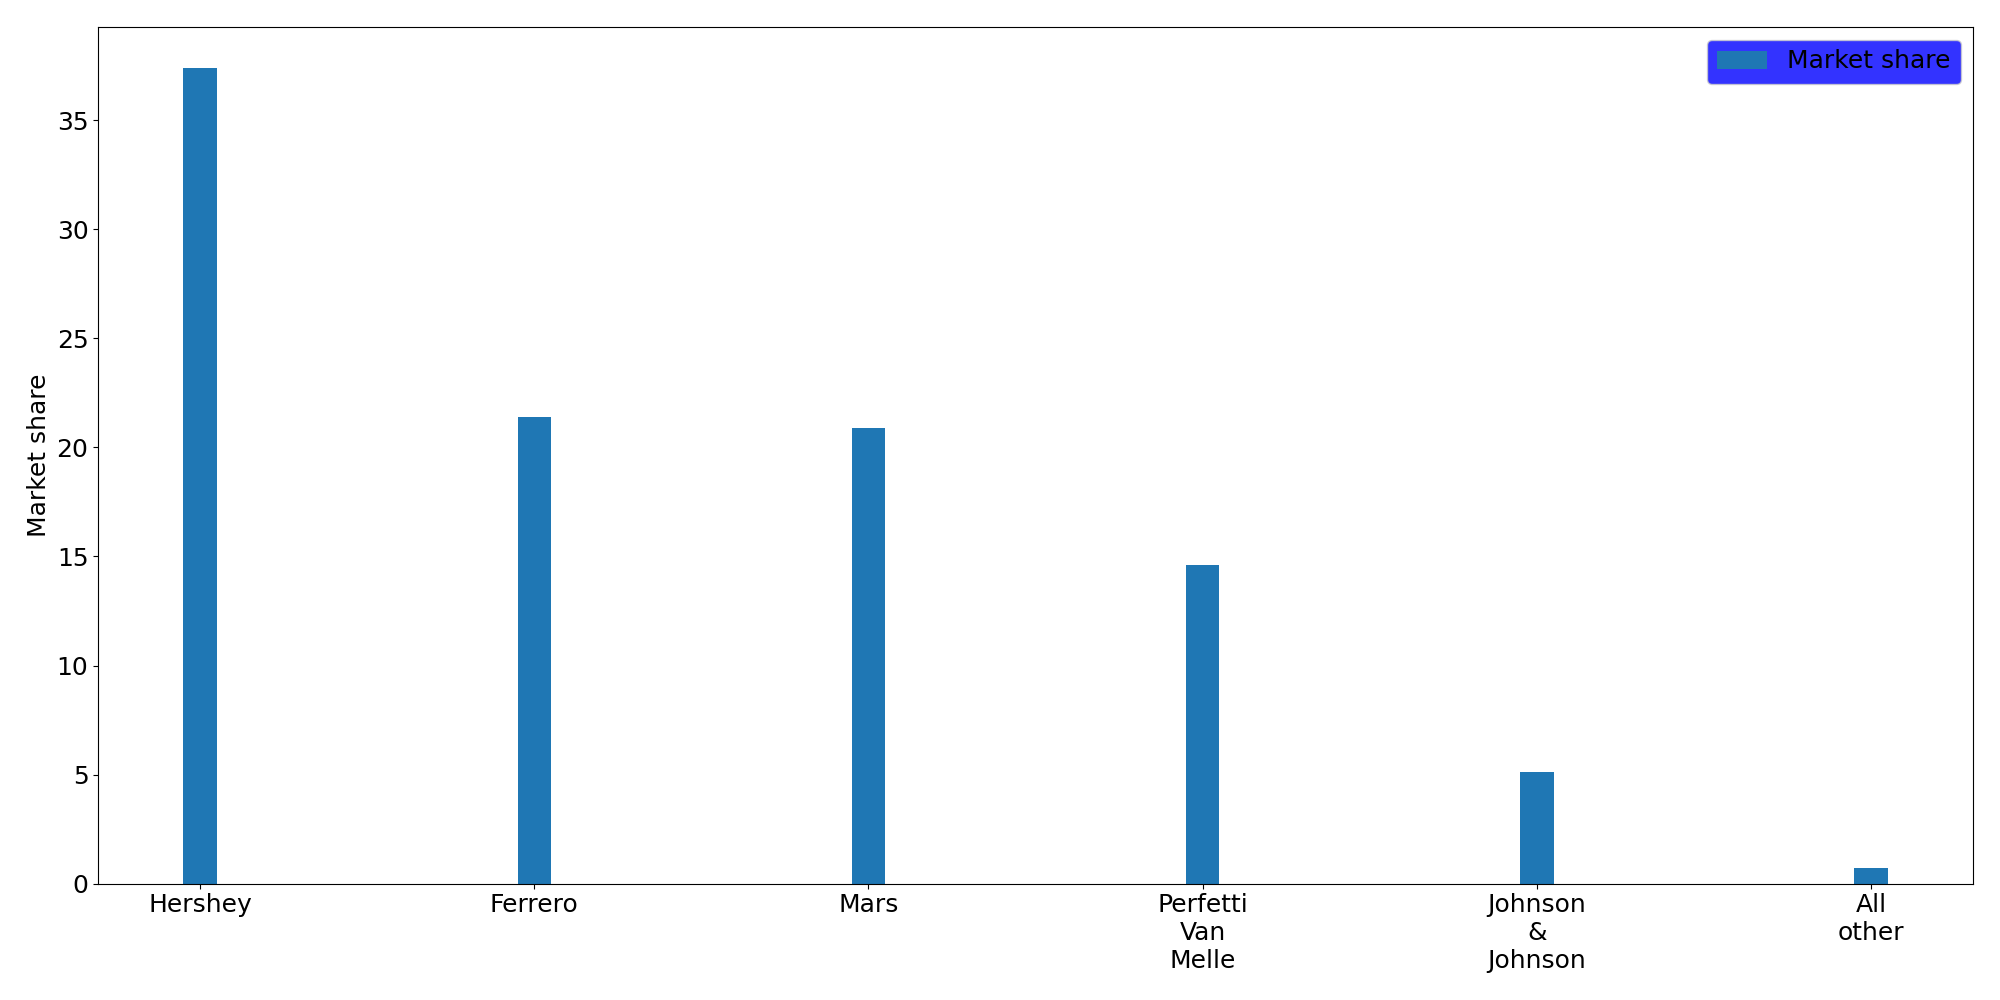 Market share
35
30
25
20
15
10
5
0
Market share
Hershey
Ferrero
Mars
Perfetti
Van
Melle
Johnson
&
Johnson
All
other